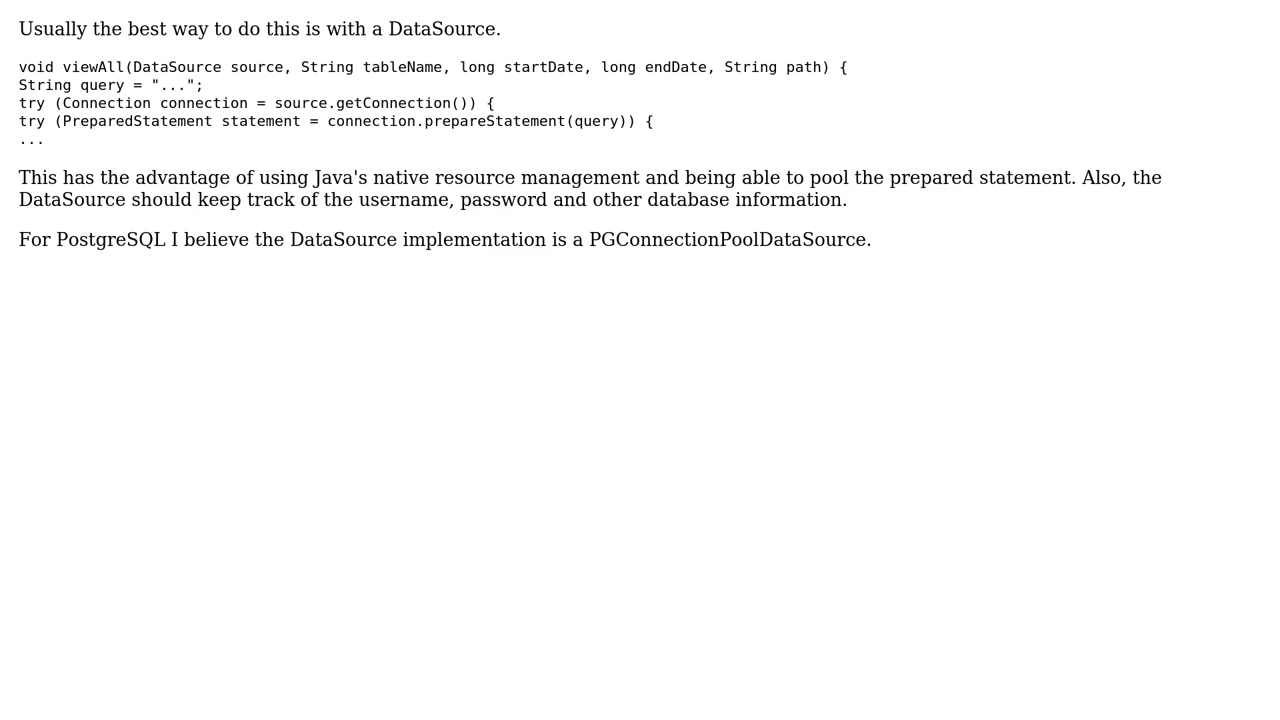 Usually the best way to do this is with a DataSource.
void viewAll(DataSource source, String tableName, long startDate, long endDate, String path) {
String query = "...";
try (Connection connection = source.getConnection()) {
try (PreparedStatement statement = connection.prepareStatement(query)) {
...
This has the advantage of using Java's native resource management and being able to pool the prepared statement. Also, the
DataSource should keep track of the username, password and other database information.
For PostgreSQL I believe the DataSource implementation is a PGConnectionPoolDataSource.